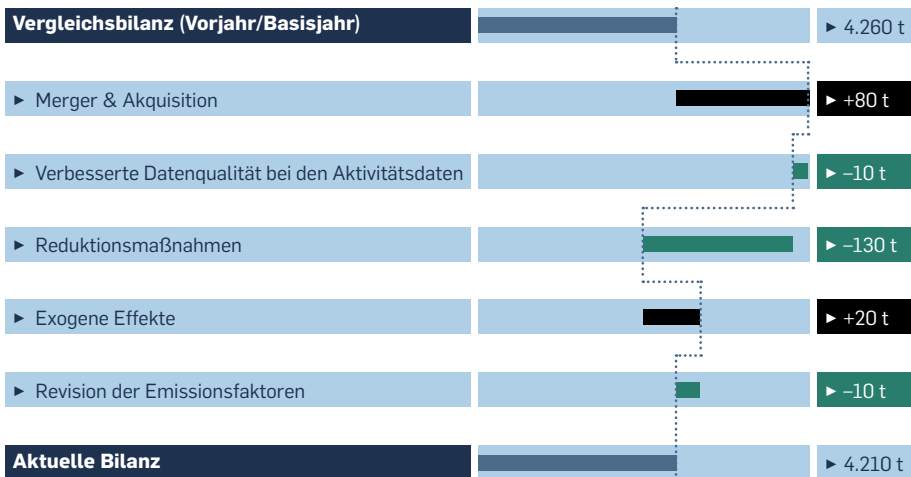 Vergleichsbilanz (Vorjahr/Basisjahr) ► 4.260 t
► Merger & Akquisition ► +80 t
► Verbesserte Datenqualität bei den Aktivitätsdaten ► –10 t
► Reduktionsmaßnahmen ► –130 t
► Exogene Effekte ► +20 t
► Revision der Emissionsfaktoren ► –10 t
Aktuelle Bilanz ► 4.210 t